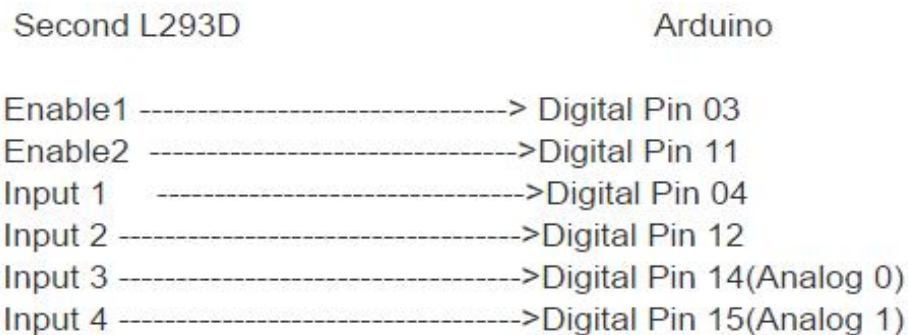 Second L293D Arduino
Enable1 -------------------------------> Digital Pin 03
Enable2 ------------------------------->Digital Pin 11
Input 1 ------------------------------->Digital Pin 04
Input 2 ---------------------------------->Digital Pin 12
Input 3 ---------------------------------->Digital Pin 14(Analog 0)
Input 4 ---------------------------------->Digital Pin 15(Analog 1)